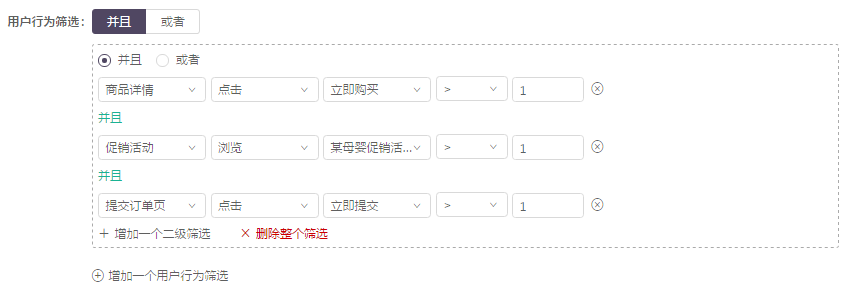 用户行为筛选: 并且 或者
并且 或者
商品详情 点击 立即购买 > 1
并且
促销活动 浏览 某母婴促销活... > 1
并且
提交订单页 点击 立即提交 > 1
+ 增加一个二级筛选 × 删除整个筛选
增加一个用户行为筛选